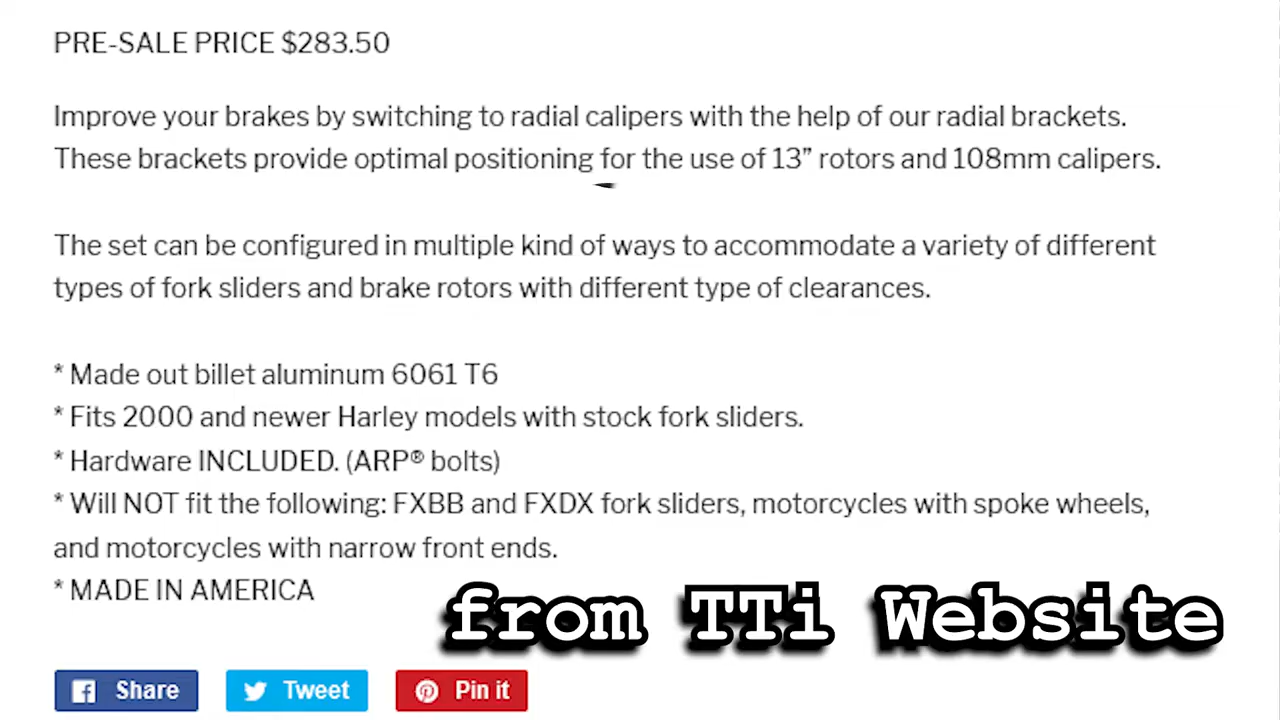 PRE-SALE PRICE $283.50
Improve your brakes by switching to radial calipers with the help of our radial brackets.
These brackets provide optimal positioning for the use of 13” rotors and 108mm calipers.
The set can be configured in multiple kind of ways to accommodate a variety of different
types of fork sliders and brake rotors with different type of clearances.
* Made out billet aluminum 6061 T6
* Fits 2000 and newer Harley models with stock fork sliders.
* Hardware INCLUDED. (ARP® bolts)
* Will NOT fit the following: FXBB and FXDX fork sliders, motorcycles with spoke wheels,
and motorcycles with narrow front ends.
* MADE IN AMERICA
from TTi Website
Share Tweet Pin it